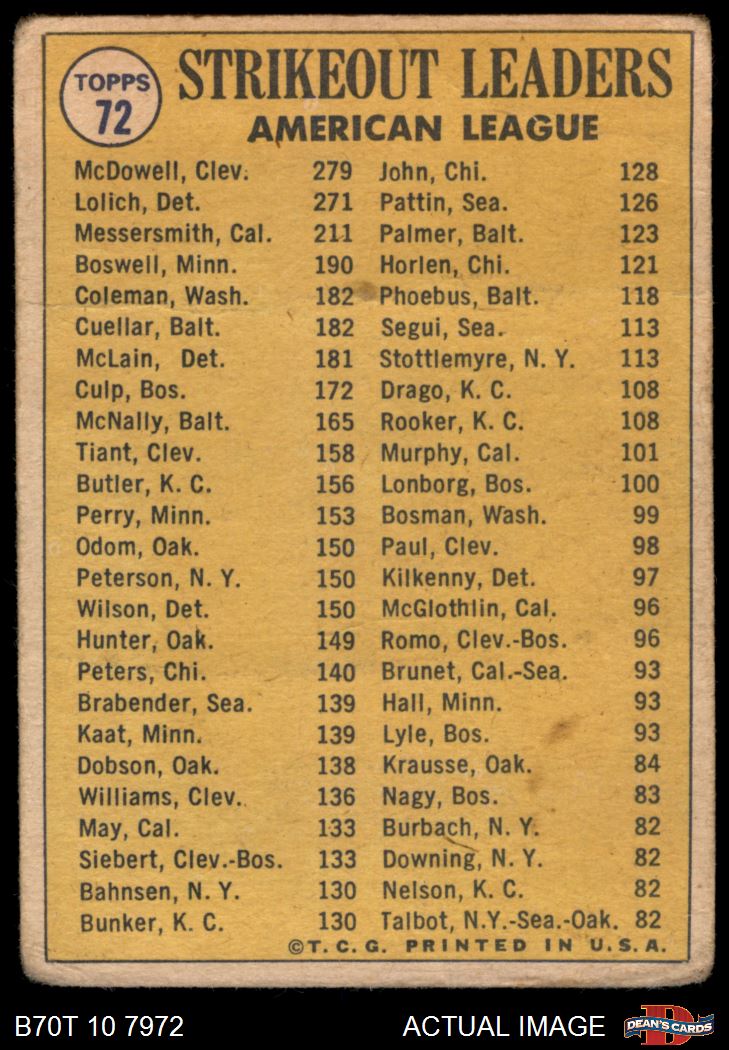 TOPPS
72
STRIKEOUT LEADERS
AMERICAN LEAGUE
McDowell, Clev. 279
Lolich, Det. 271
Messersmith, Cal. 211
Boswell, Minn. 190
Coleman, Wash. 182
Cuellar, Balt. 182
McLain, Det. 181
Culp, Bos. 172
McNally, Balt. 165
Tiant, Clev. 158
Butler, K. C. 156
Perry, Minn. 153
Odom, Oak. 150
Peterson, N. Y. 150
Wilson, Det. 150
Hunter, Oak. 149
Peters, Chi. 140
Brabender, Sea. 139
Kaat, Minn. 139
Dobson, Oak. 138
Williams, Clev. 136
May, Cal. 133
Siebert, Clev.-Bos. 133
Bahnsen, N. Y. 130
Bunker, K. C. 130
John, Chi. 128
Pattin, Sea. 126
Palmer, Balt. 123
Horlen, Chi. 121
Phoebus, Balt. 118
Segui, Sea. 113
Stottlemyre, N. Y. 113
Drago, K. C. 108
Rooker, K. C. 108
Murphy, Cal. 101
Lonborg, Bos. 100
Bosman, Wash. 99
Paul, Clev. 98
Kilkenny, Det. 97
McGlothlin, Cal. 96
Romo, Clev.-Bos. 96
Brunet, Cal.-Sea. 93
Hall, Minn. 93
Lyle, Bos. 93
Krausse, Oak. 84
Nagy, Bos. 83
Burbach, N. Y. 82
Downing, N. Y. 82
Nelson, K. C. 82
Talbot, N.Y.-Sea.-Oak. 82
©T. C. G. PRINTED IN U. S. A.
B70T 10 7972
ACTUAL IMAGE
D
DEAN'S CARDS